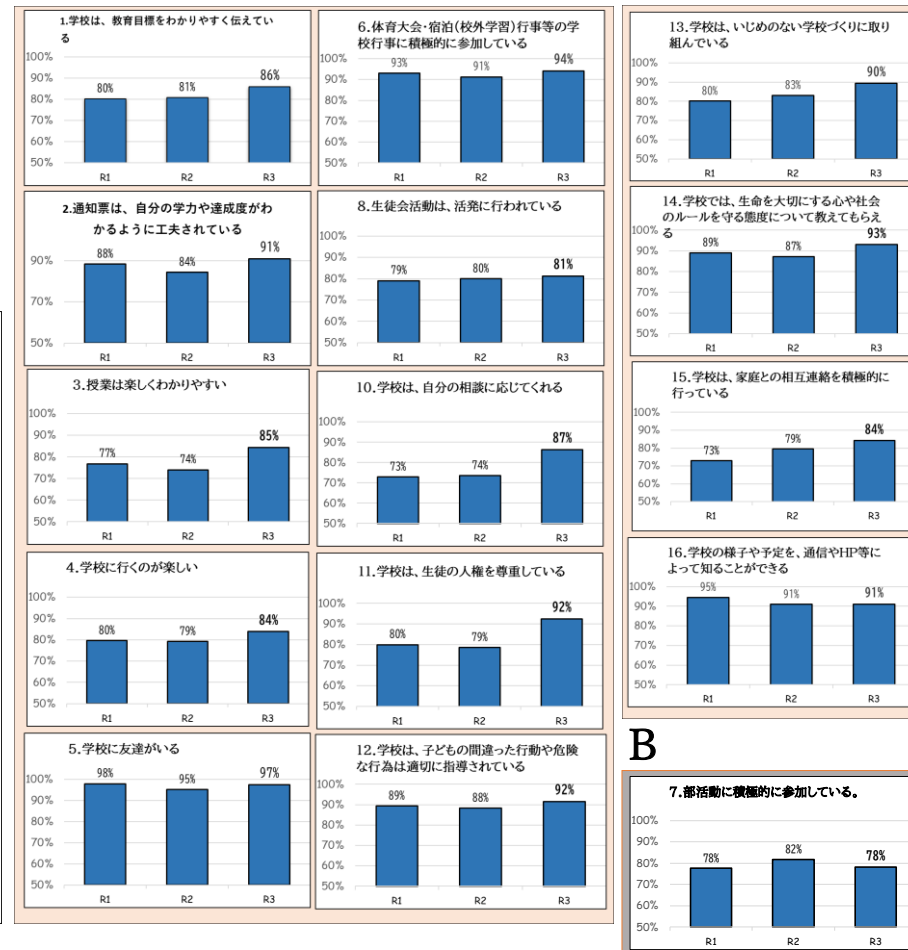 1.学校は、教育目標をわかりやすく伝えてい
る
100%
90%
80%
70%
60%
50%
80%
81%
86%
R1
R2
R3
2.通知票は、自分の学力や達成度がわ
かるように工夫されている
90%
70%
50%
88%
84%
91%
R1
R2
R3
3.授業は楽しくわかりやすい
100%
90%
80%
70%
60%
50%
77%
74%
85%
R1
R2
R3
4.学校に行くのが楽しい
100%
90%
80%
70%
60%
50%
80%
79%
84%
R1
R2
R3
5.学校に友達がいる
100%
90%
80%
70%
60%
50%
98%
95%
97%
R1
R2
R3
6.体育大会・宿泊(校外学習)行事等の学
校行事に積極的に参加している
100%
90%
80%
70%
60%
50%
93%
91%
94%
R1
R2
R3
8.生徒会活動は、活発に行われている
100%
90%
80%
70%
60%
50%
79%
80%
81%
R1
R2
R3
10.学校は、自分の相談に応じてくれる
100%
90%
80%
70%
60%
50%
73%
74%
87%
R1
R2
R3
11.学校は、生徒の人権を尊重している
100%
90%
80%
70%
60%
50%
80%
79%
92%
R1
R2
R3
12.学校は、子どもの間違った行動や危険
な行為は適切に指導されている
100%
90%
80%
70%
60%
50%
89%
88%
92%
R1
R2
R3
13.学校は、いじめのない学校づくりに取り
組んでいる
100%
90%
80%
70%
60%
50%
80%
83%
90%
R1
R2
R3
14.学校では、生命を大切にする心や社会
のルールを守る態度について教えてもらえ
る
100%
90%
80%
70%
60%
50%
89%
87%
93%
R1
R2
R3
15.学校は、家庭との相互連絡を積極的に
行っている
100%
90%
80%
70%
60%
50%
73%
79%
84%
R1
R2
R3
16.学校の様子や予定を、通信やHP等に
よって知ることができる
100%
90%
80%
70%
60%
50%
95%
91%
91%
R1
R2
R3
B
7.部活動に積極的に参加している。
100%
90%
80%
70%
60%
50%
78%
82%
78%
R1
R2
R3